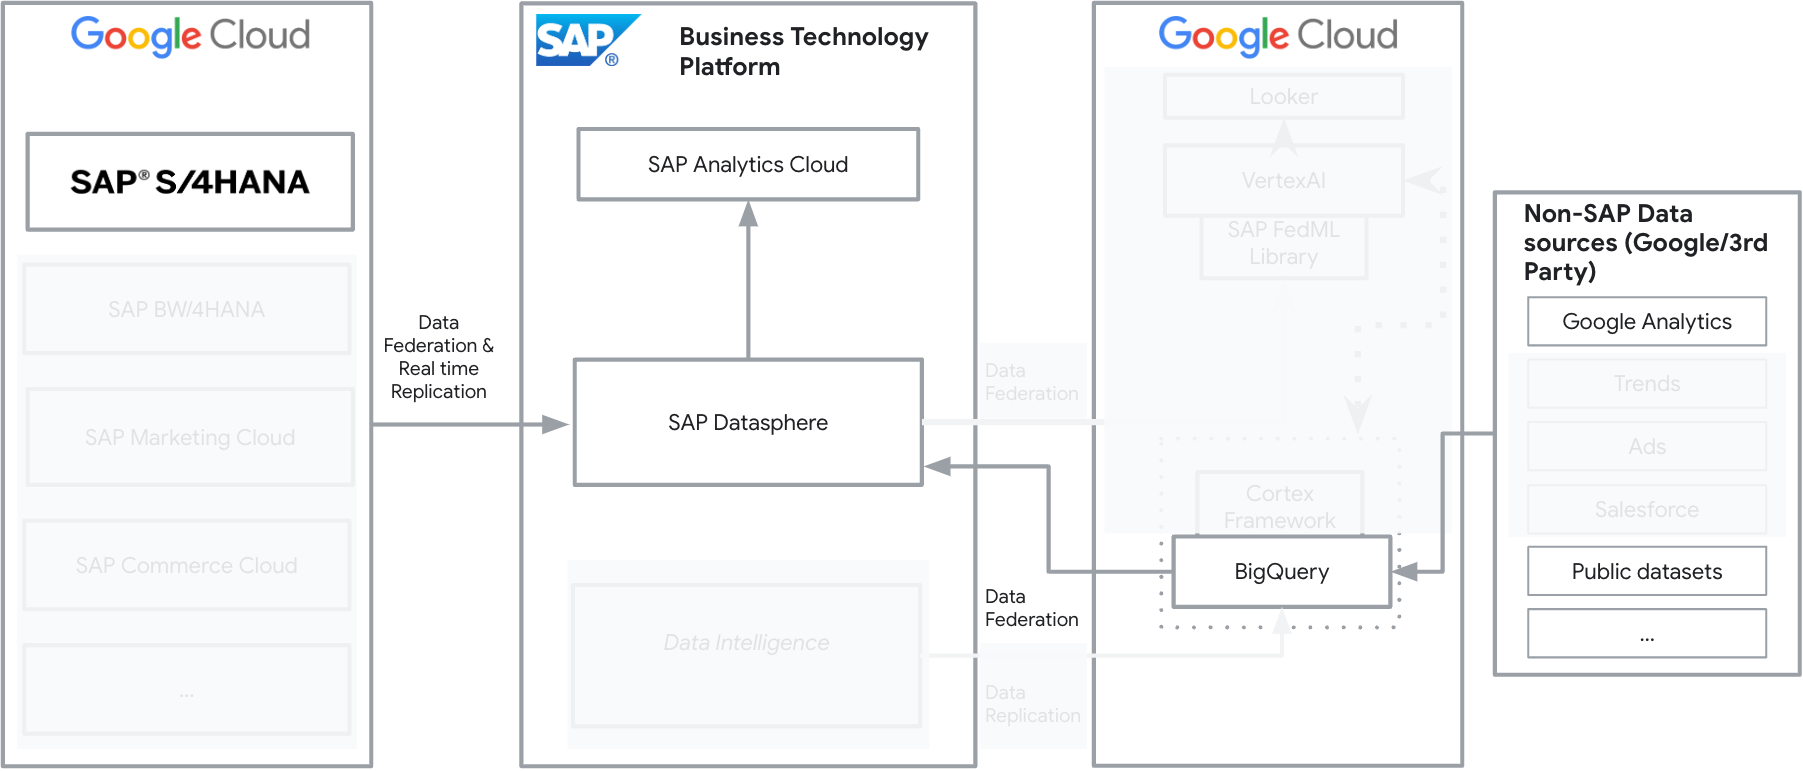 Google Cloud
SAP® S/4HANA
SAP BW/4HANA
SAP Marketing Cloud
SAP Commerce Cloud
...
Data
Federation &
Real time
Replication
SAP®
Business Technology
Platform
SAP Analytics Cloud
SAP Datasphere
Data Intelligence
Data
Federation
Data
Federation
Data
Replication
Google Cloud
Looker
VertexAI
SAP FedML
Library
Cortex
Framework
BigQuery
Non-SAP Data
sources (Google/3rd
Party)
Google Analytics
Trends
Ads
Salesforce
Public datasets
...